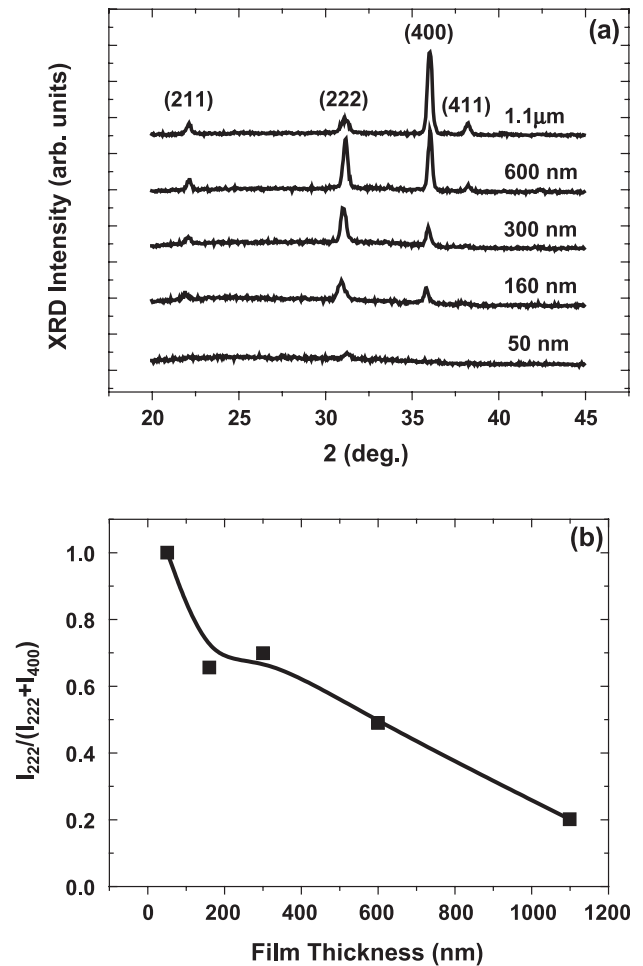 (a)
(400)
(211)
(222)
(411)
1.1μm
600 nm
300 nm
160 nm
50 nm
XRD Intensity (arb. units)
20
25
30
35
40
45
2 (deg.)
(b)
1.0
0.8
0.6
0.4
0.2
0.0
I222/(I222+I400)
0
200
400
600
800
1000
1200
Film Thickness (nm)